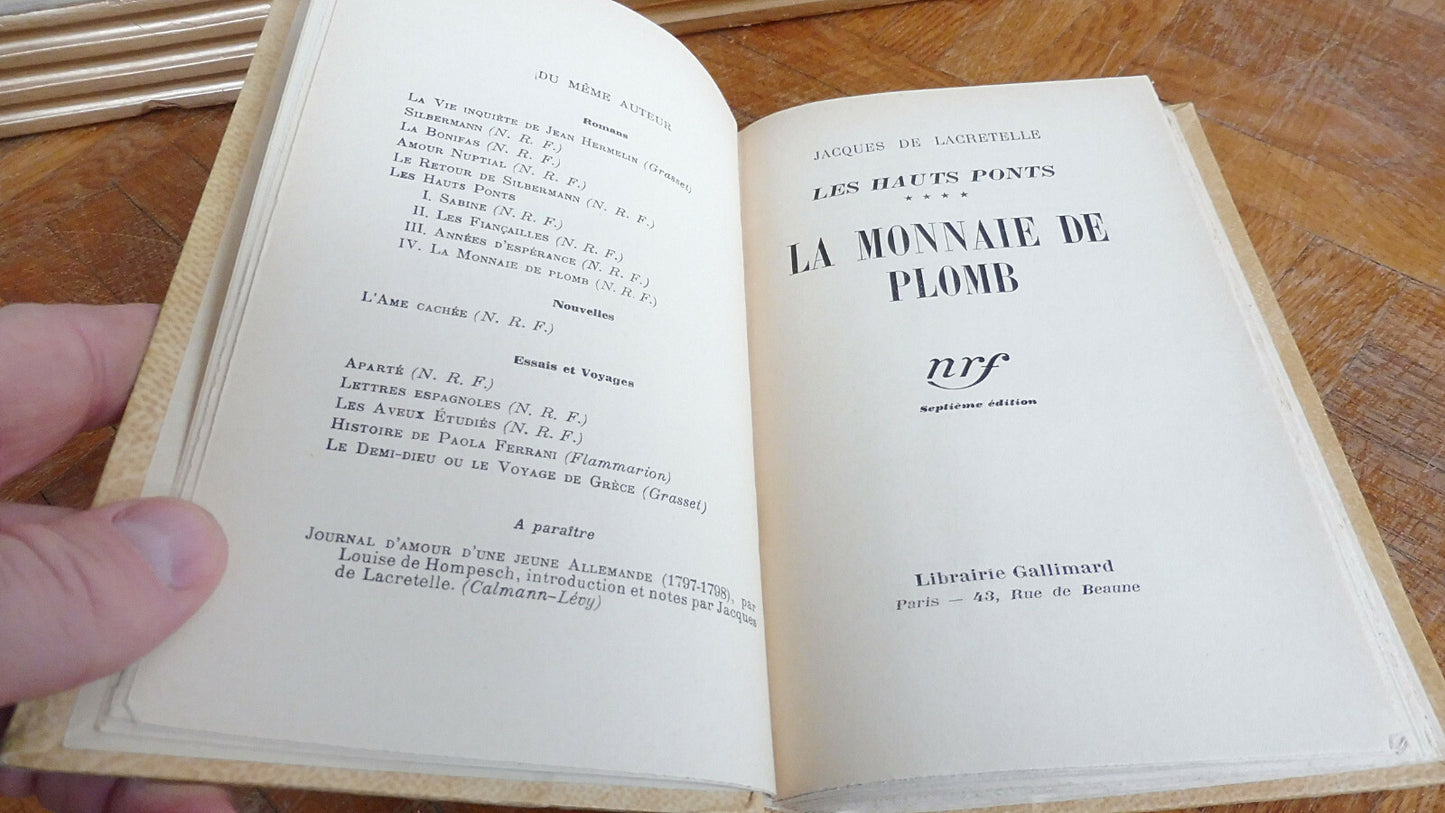 DU MÊME AUTEUR
Romans
LA VIE INQUIÈTE DE JEAN HERMELIN (Grasset)
SILBERMANN (N. R. F.)
LA BONIFAS (N. R. F.)
AMOUR NUPTIAL (N. R. F.)
LE RETOUR DE SILBERMANN (N. R. F.)
LES HAUTS PONTS
I. SABINE (N. R. F.)
II. LES FIANÇAILLES (N. R. F.)
III. ANNÉES D'ESPÉRANCE (N. R. F.)
IV. LA MONNAIE DE PLOMB (N. R. F.)
Nouvelles
L'AME CACHÉE (N. R. F.)
Essais et Voyages
APARTÉ (N. R. F.)
LETTRES ESPAGNOLES (N. R. F.)
LES AVEUX ÉTUDIÉS (N. R. F.)
HISTOIRE DE PAOLA FERRANI (Flammarion)
LE DEMI-DIEU OU LE VOYAGE DE GRÈCE (Grasset)
A paraître
JOURNAL D'AMOUR D'UNE JEUNE ALLEMANDE (1797-1798), par
Louise de Hompesch, introduction et notes par Jacques
de Lacretelle. (Calmann-Lévy)
JACQUES DE LACRETELLE
LES HAUTS PONTS
★ ★ ★ ★
LA MONNAIE DE
PLOMB
nrf
Septième édition
Librairie Gallimard
Paris — 43, Rue de Beaune